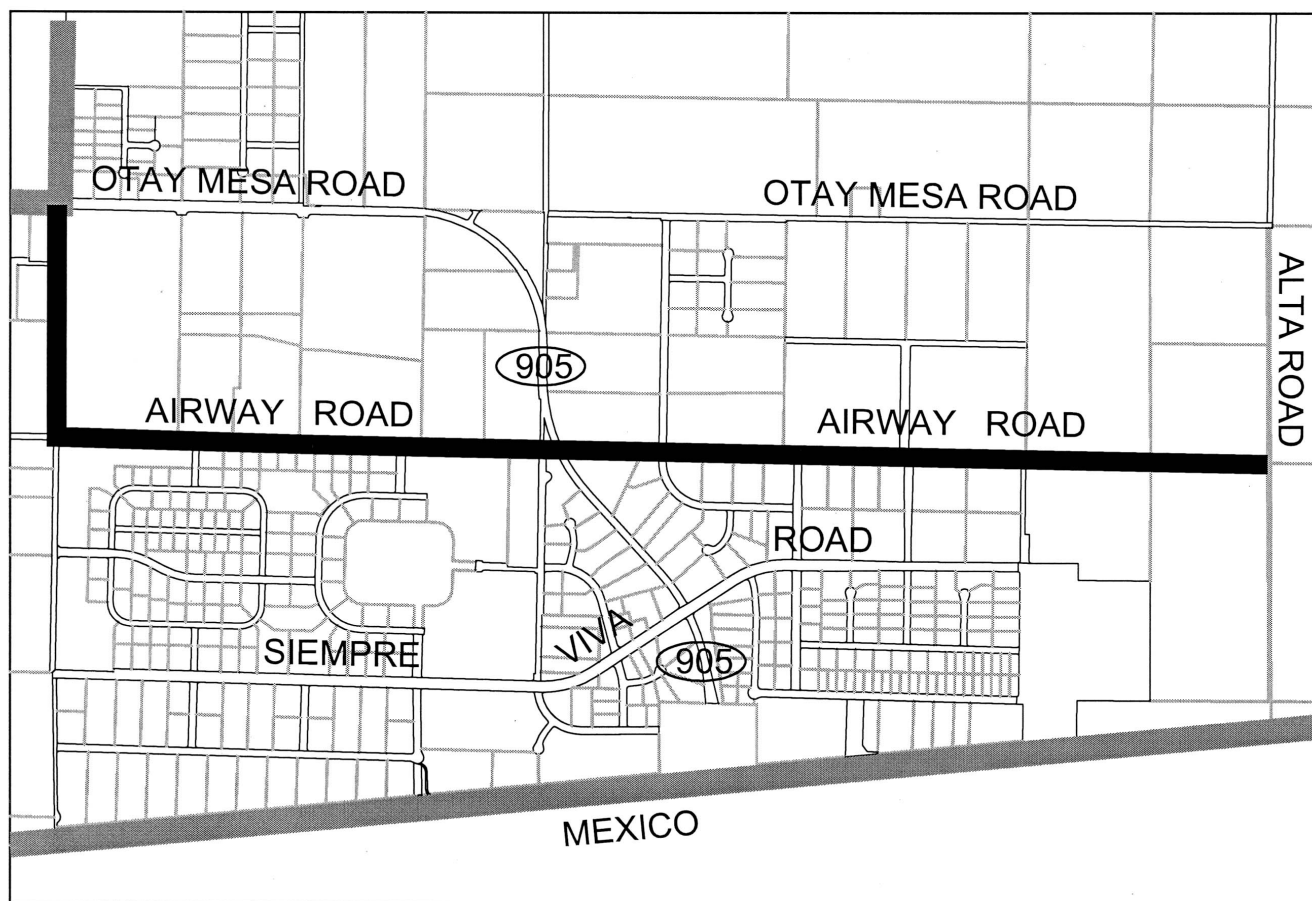 OTAY MESA ROAD
OTAY MESA ROAD
ALTA ROAD
905
AIRWAY ROAD
AIRWAY ROAD
ROAD
VIVA
SIEMPRE
905
MEXICO